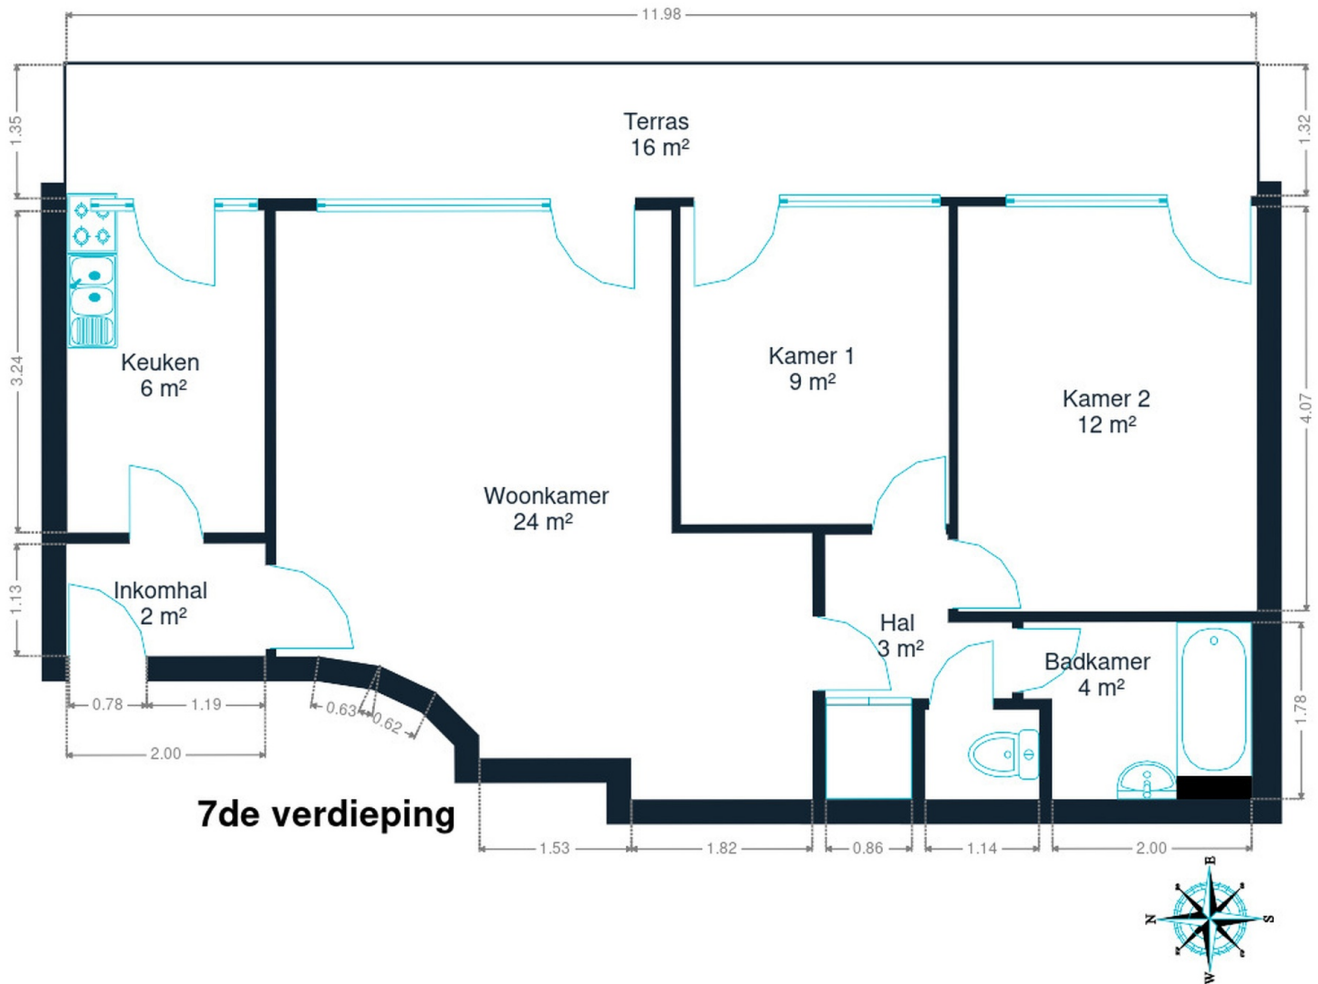 11.98
1.35
1.32
Terras
16 m²
3.24
Keuken
6 m²
Kamer 1
9 m²
Kamer 2
12 m²
4.07
Woonkamer
24 m²
1.13
Inkomhal
2 m²
Hal
3 m²
Badkamer
4 m²
1.78
0.78
1.19
0.63
0.62
2.00
7de verdieping
1.53
1.82
0.86
1.14
2.00
E
N
S
W